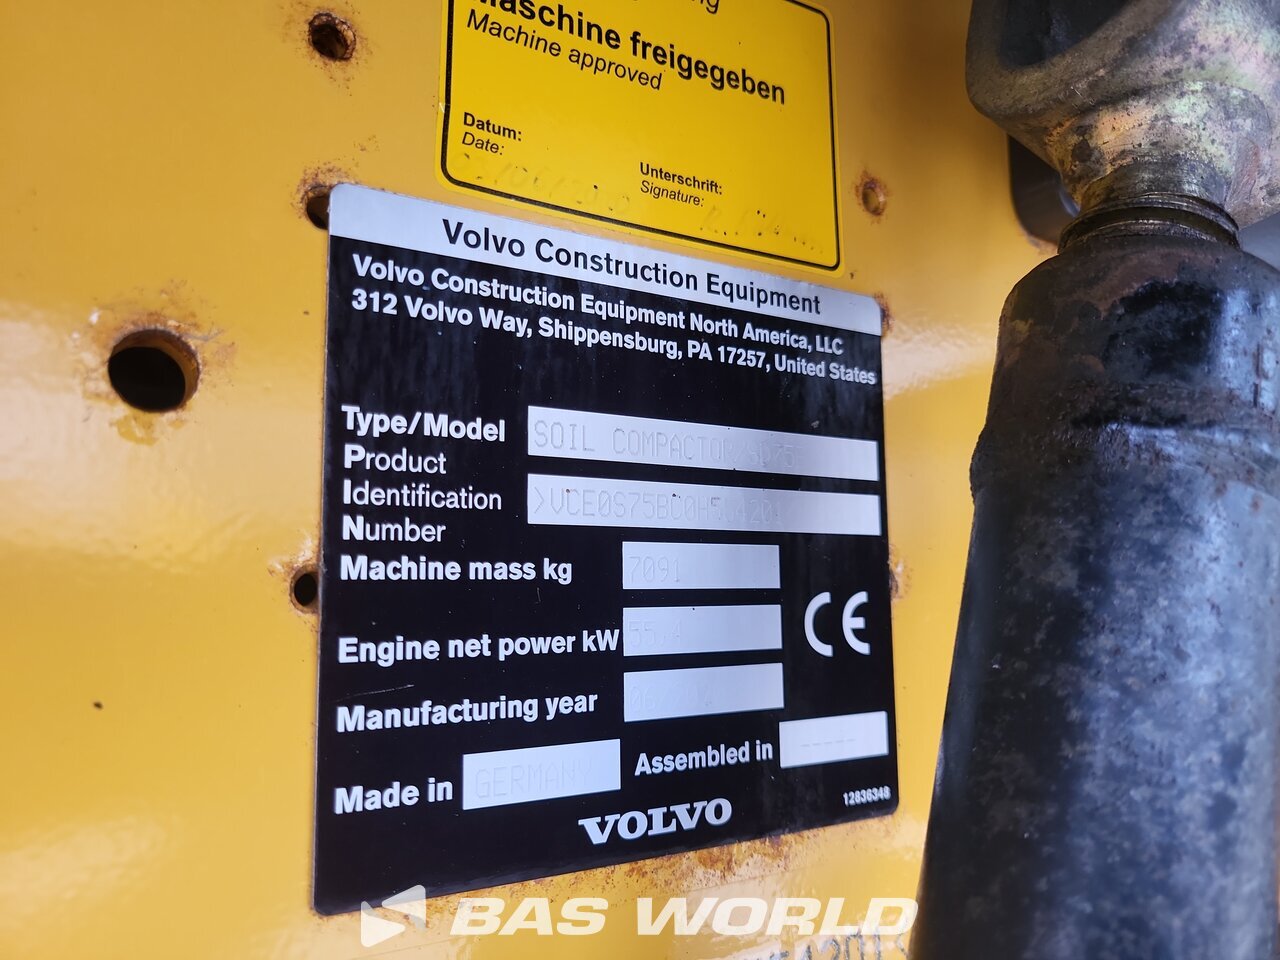 Maschine freigegeben
Machine approved
Datum:
Date:
Unterschrift:
Signature:
Volvo Construction Equipment
Volvo Construction Equipment North America, LLC
312 Volvo Way, Shippensburg, PA 17257, United States
Type/Model SOIL COMPACTOR/SD75
Product
Identification
Number
Machine mass kg 7091
Engine net power kW 55,4
CE
Manufacturing year
Made in GERMANY Assembled in -----
VOLVO
12836348
BAS WORLD